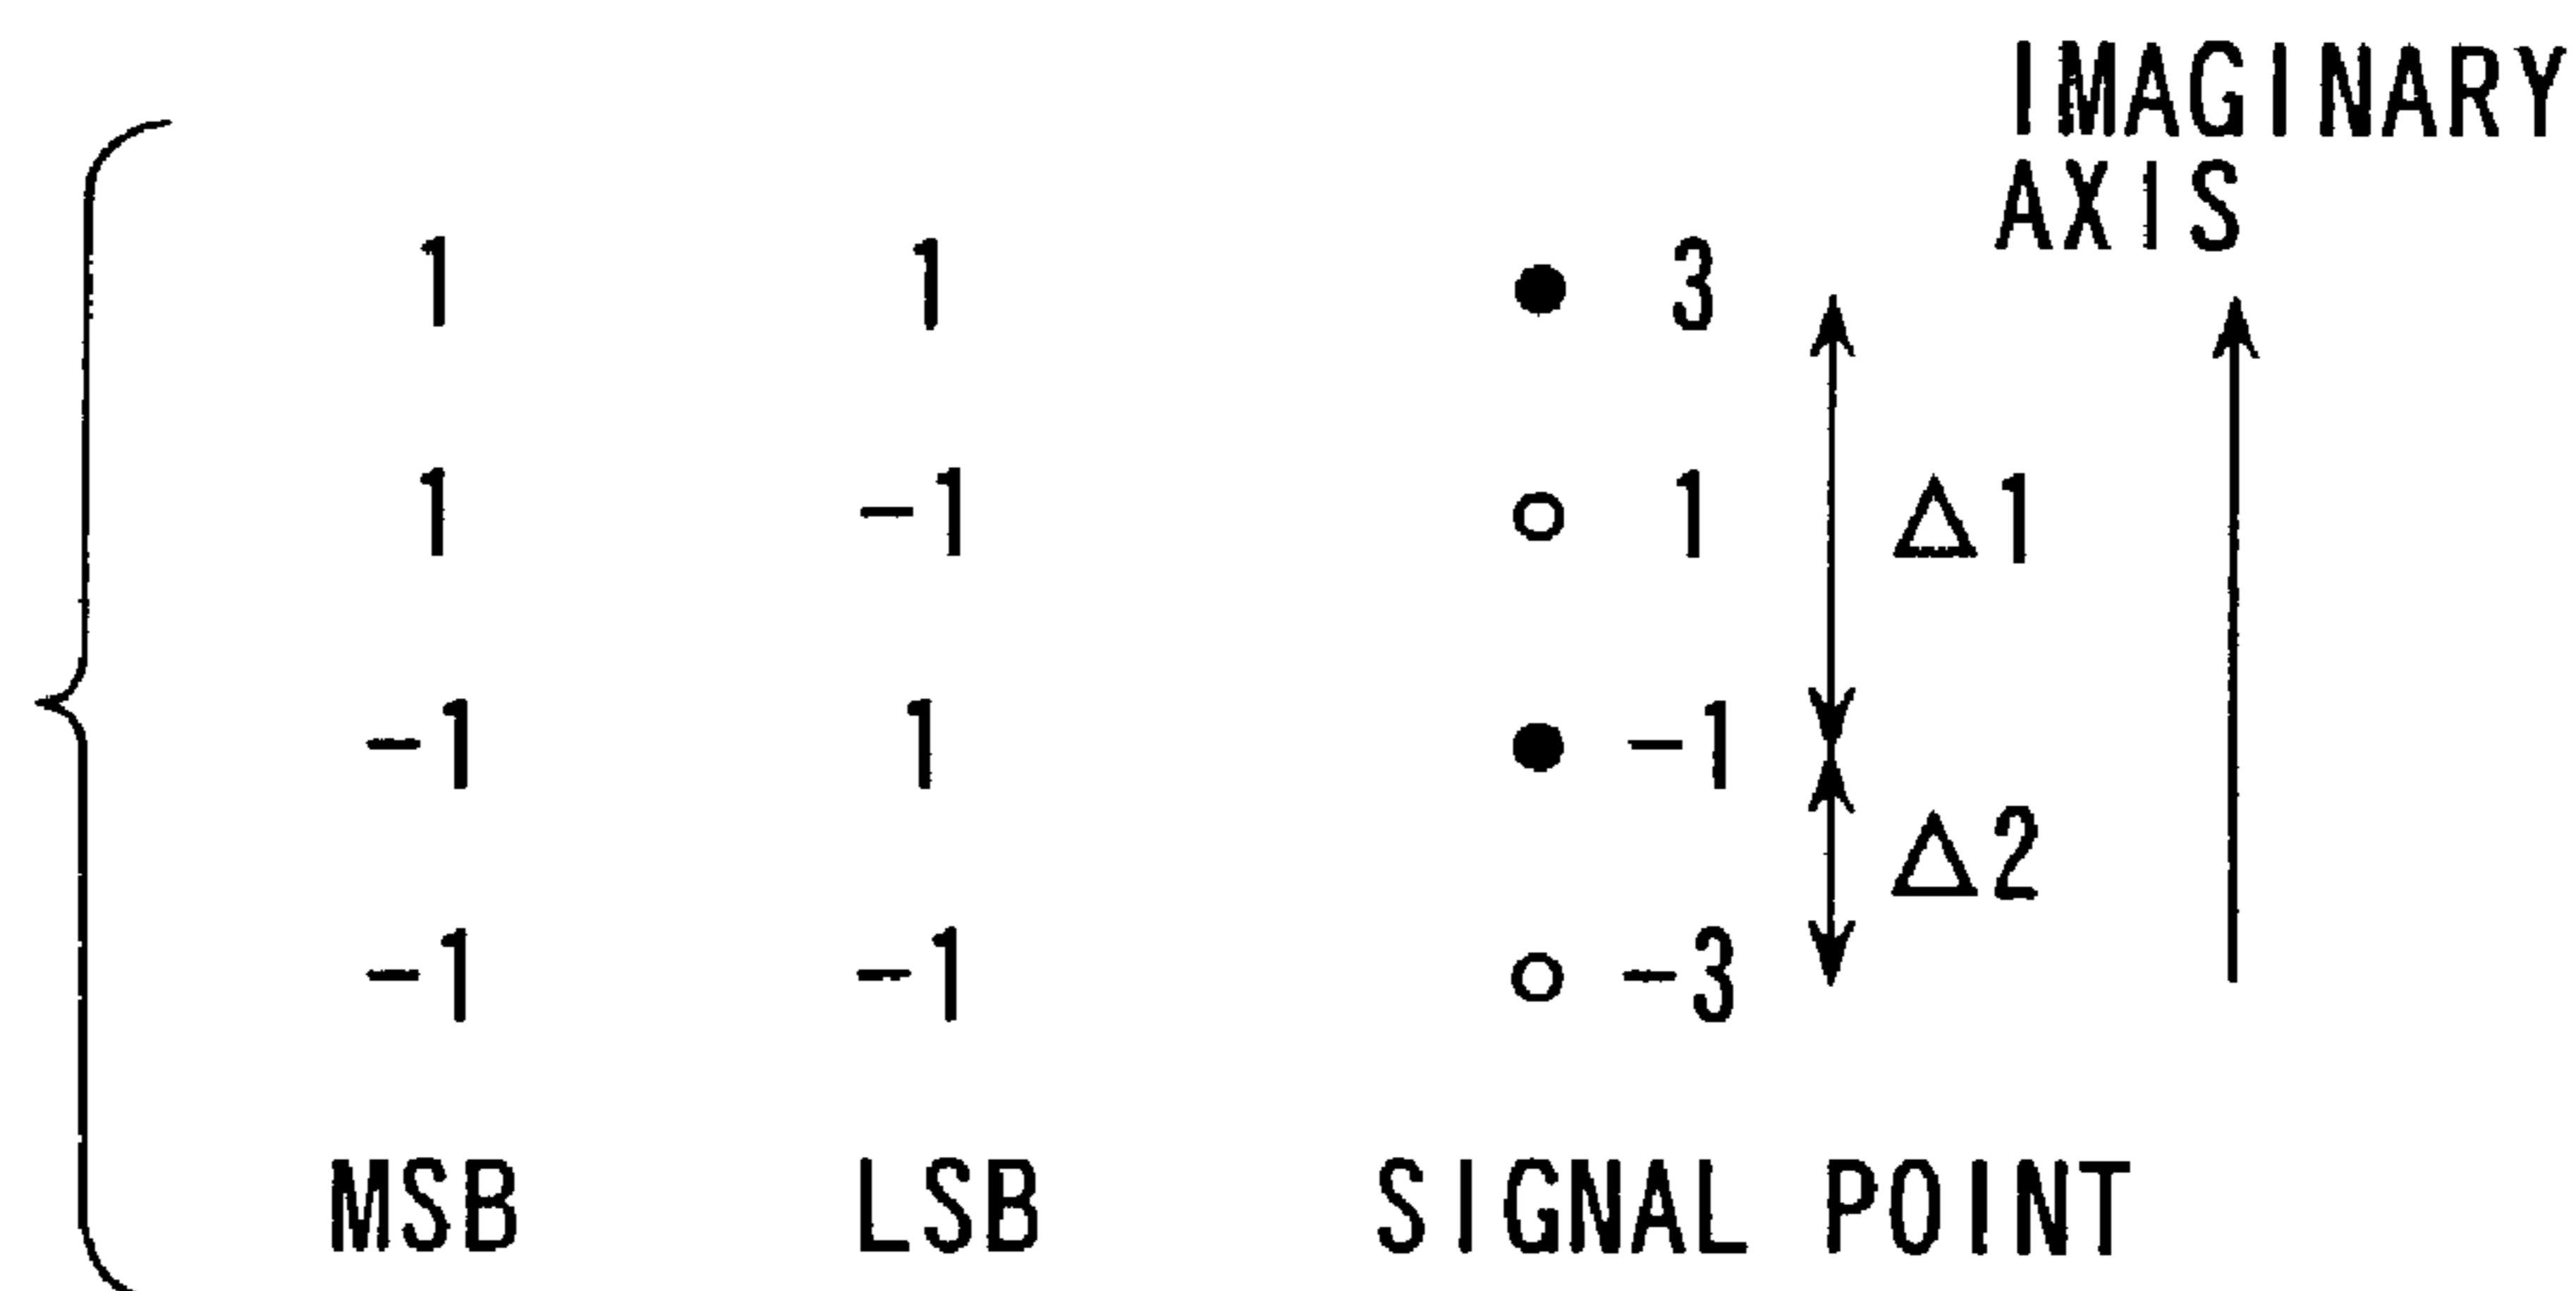 IMAGINARY
AXIS
1 1 3
1 -1 1 Δ1
-1 1 -1
Δ2
-1 -1 -3
MSB LSB SIGNAL POINT